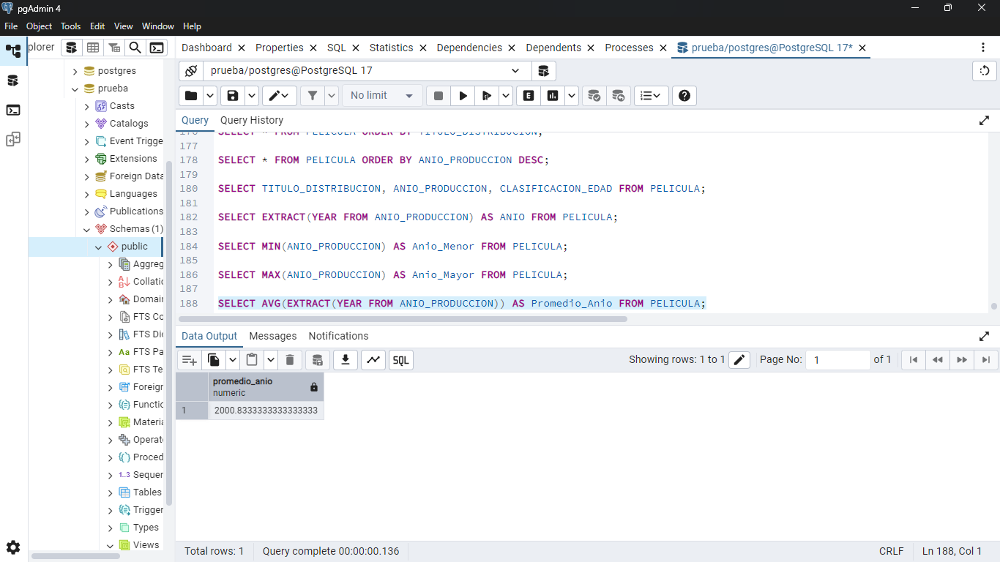 pgAdmin 4
File Object Tools Edit View Window Help
plorer
Dashboard Properties SQL Statistics Dependencies Dependents Processes prueba/postgres@PostgreSQL 17*
postgres
prueba
Casts
Catalogs
Event Trigge
Extensions
Foreign Data
Languages
Publications
Schemas (1)
public
Aggreg
Collatic
Domain
FTS Co
FTS Dic
FTS Pa
FTS Te
Foreign
Functic
Materia
Operat
Proced
1..3 Sequer
Tables
Trigger
Types
Views
prueba/postgres@PostgreSQL 17
No limit
E
Query Query History
176 SELECT * FROM PELICULA ORDER BY TITULO_DISTRIBUCION;
177
178 SELECT * FROM PELICULA ORDER BY ANIO_PRODUCCION DESC;
179
180 SELECT TITULO_DISTRIBUCION, ANIO_PRODUCCION, CLASIFICACION_EDAD FROM PELICULA;
181
182 SELECT EXTRACT(YEAR FROM ANIO_PRODUCCION) AS ANIO FROM PELICULA;
183
184 SELECT MIN(ANIO_PRODUCCION) AS Anio_Menor FROM PELICULA;
185
186 SELECT MAX(ANIO_PRODUCCION) AS Anio_Mayor FROM PELICULA;
187
188 SELECT AVG(EXTRACT(YEAR FROM ANIO_PRODUCCION)) AS Promedio_Anio FROM PELICULA;
Data Output Messages Notifications
SQL
Showing rows: 1 to 1 Page No: 1 of 1
promedio_anio
numeric
1 2000.8333333333333333
Total rows: 1 Query complete 00:00:00.136 CRLF Ln 188, Col 1